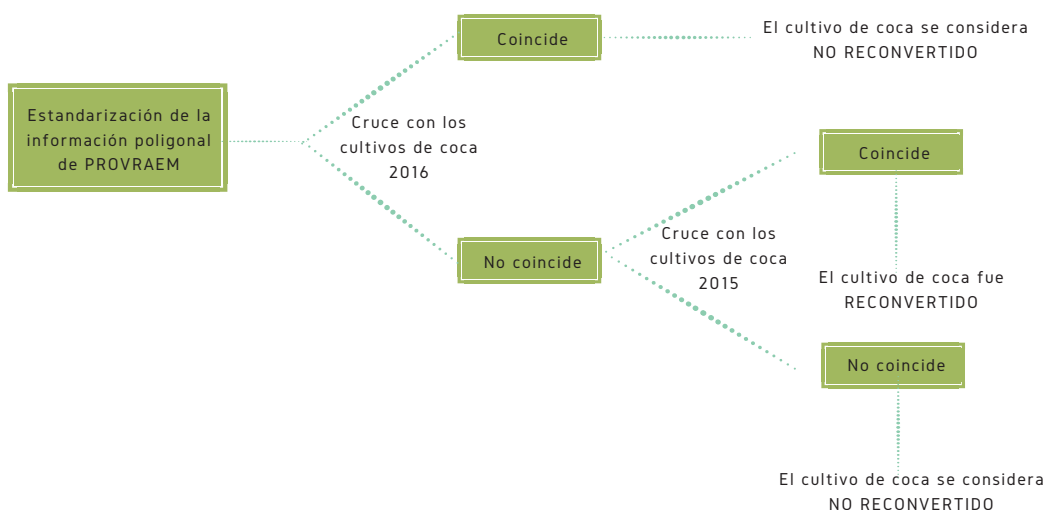 Estandarización de la
información poligonal
de PROVRAEM
Cruce con los
cultivos de coca
2016
Coincide
El cultivo de coca se considera
NO RECONVERTIDO
No coincide
Cruce con los
cultivos de coca
2015
Coincide
El cultivo de coca fue
RECONVERTIDO
No coincide
El cultivo de coca se considera
NO RECONVERTIDO